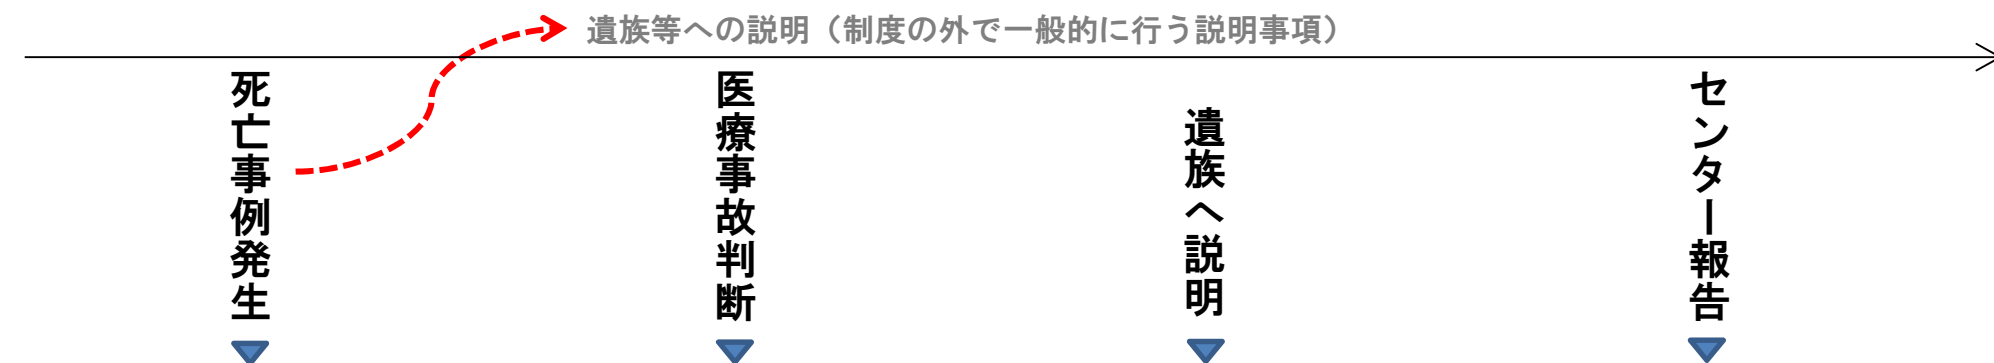 遺族等への説明（制度の外で一般的に行う説明事項）
死亡事例発生
医療事故判断
遺族へ説明
センター報告